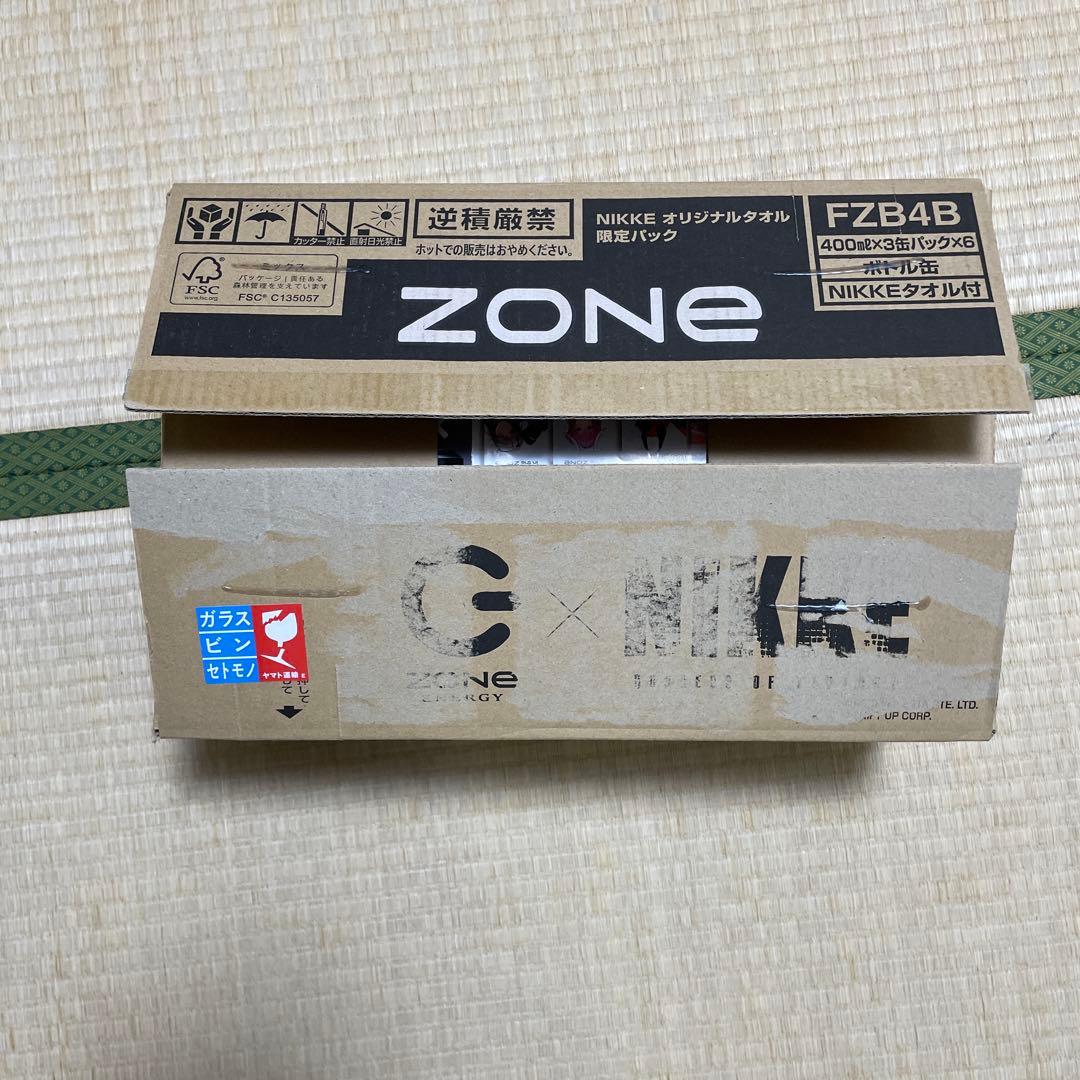 カッター禁止
直射日光禁止
逆積厳禁
ホットでの販売はおやめください。
NIKKE オリジナルタオル
限定パック
FZB4B
400ml×3缶パック×6
ボトル缶
NIKKEタオル付
FSC
www.fsc.org
ミックス
パッケージ | 責任ある
森林管理を支えています
FSC® C135057
ZONe
×
NIKKE
ZONe
ENERGY
OF
TE. LTD.
UP CORP.
ガラス
ビン
セトモノ
ヤマト運輸 E
押して